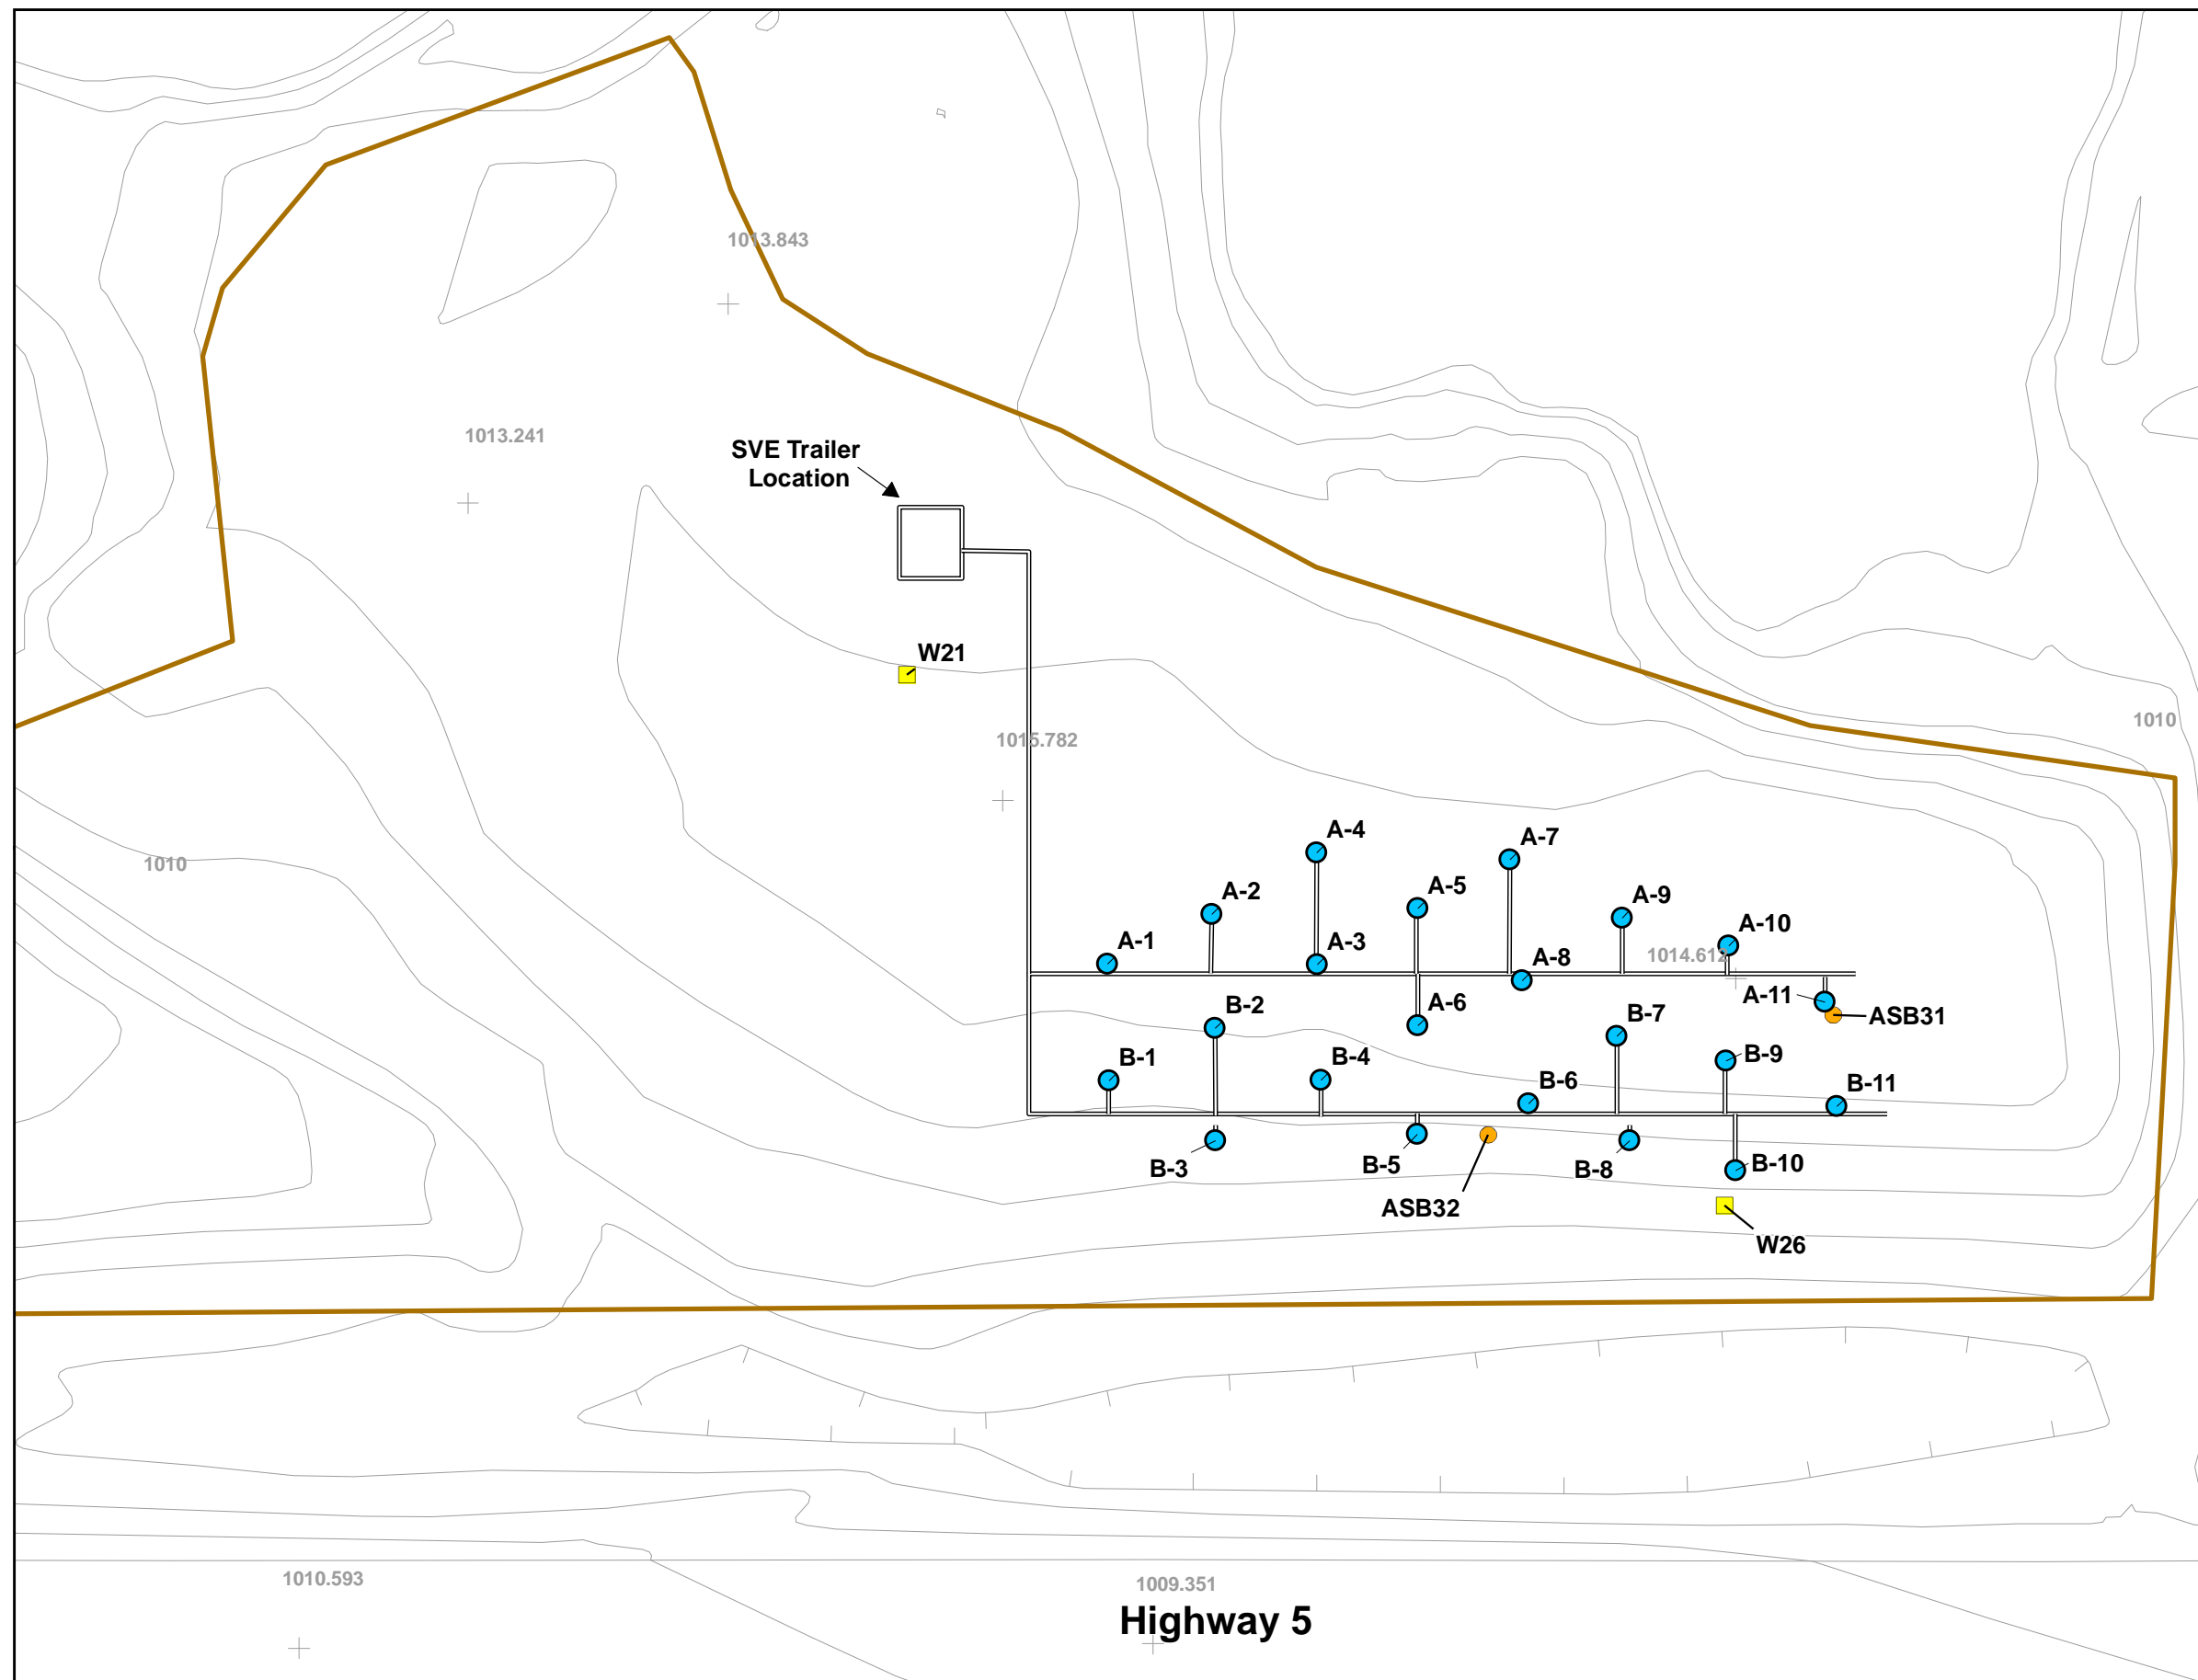 1013.843
1013.241
SVE Trailer
Location
W21
1010
1015.782
A-4
A-7
1010
A-5
A-2
A-9
A-10
A-1
A-3
1014.612
A-8
A-11
A-6
B-2
B-7
ASB31
B-1
B-4
B-9
B-6
B-11
B-3
B-5
B-8
B-10
ASB32
W26
1010.593
1009.351
Highway 5